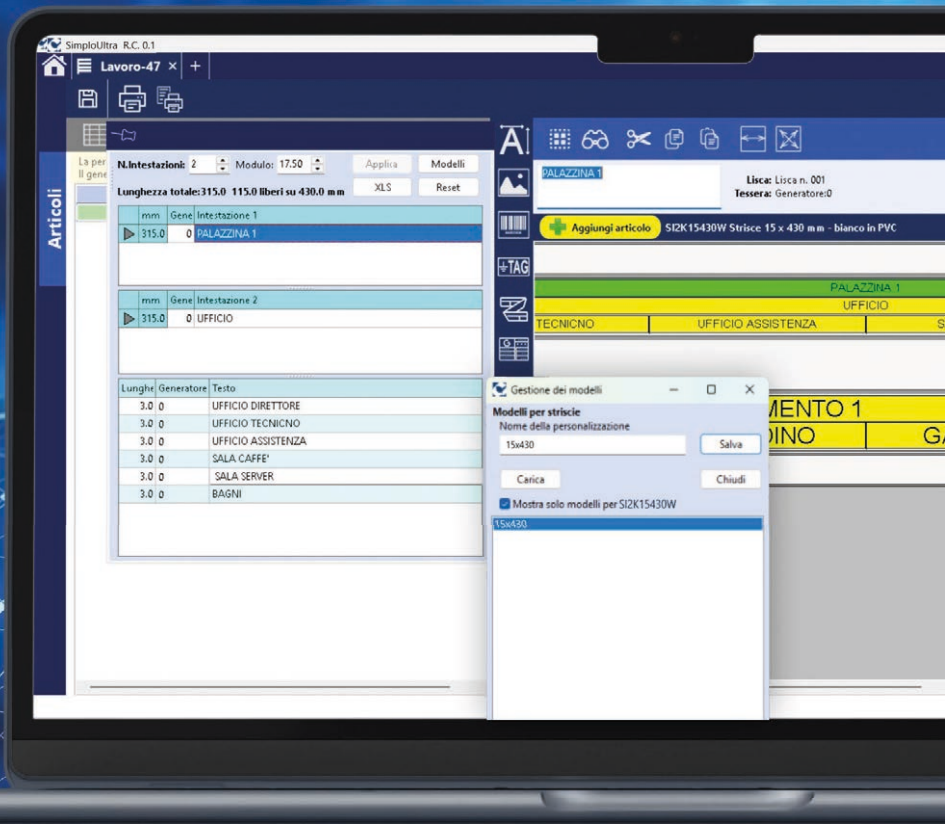 SimploUltra R.C. 0.1
Lavoro-47 × +
Articoli
La per
Il gene
N.Intestazioni: 2 Modulo: 17.50 Applica Modelli
Lunghezza totale:315.0 115.0 liberi su 430.0 mm XLS Reset
mm Gene Intestazione 1
315.0 0 PALAZZINA 1
mm Gene Intestazione 2
315.0 0 UFFICIO
Lunghe Generatore Testo
3.0 0 UFFICIO DIRETTORE
3.0 0 UFFICIO TECNICNO
3.0 0 UFFICIO ASSISTENZA
3.0 0 SALA CAFFE'
3.0 0 SALA SERVER
3.0 0 BAGNI
A
TAG
PALAZZINA 1
Lisca: Lisca n. 001
Tessera: Generatore:0
Aggiungi articolo SI2K15430W Strisce 15 x 430 mm - bianco in PVC
PALAZZINA 1
UFFICIO
TECNICNO UFFICIO ASSISTENZA S
MENTO 1
DINO GA
Gestione dei modelli
Modelli per striscie
Nome della personalizzazione
15x430 Salva
Carica Chiudi
Mostra solo modelli per SI2K15430W
15x430